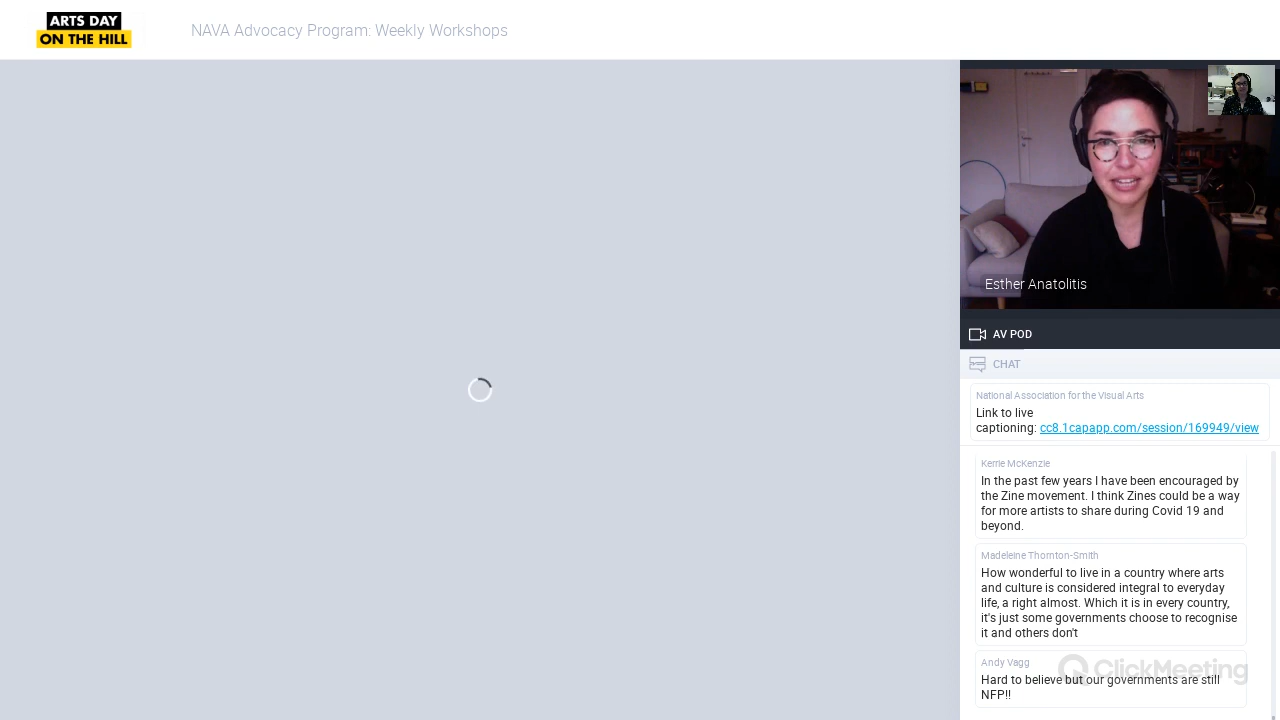 ARTS DAY
ON THE HILL
NAVA Advocacy Program: Weekly Workshops
Esther Anatolitis
AV POD
CHAT
National Association for the Visual Arts
Link to live
captioning: cc8.1capapp.com/session/169949/view
Kerrie McKenzie
In the past few years I have been encouraged by
the Zine movement. I think Zines could be a way
for more artists to share during Covid 19 and
beyond.
Madeleine Thornton-Smith
How wonderful to live in a country where arts
and culture is considered integral to everyday
life, a right almost. Which it is in every country,
it's just some governments choose to recognise
it and others don't
Andy Vagg
Hard to believe but our governments are still
NFP!!
ClickMeeting